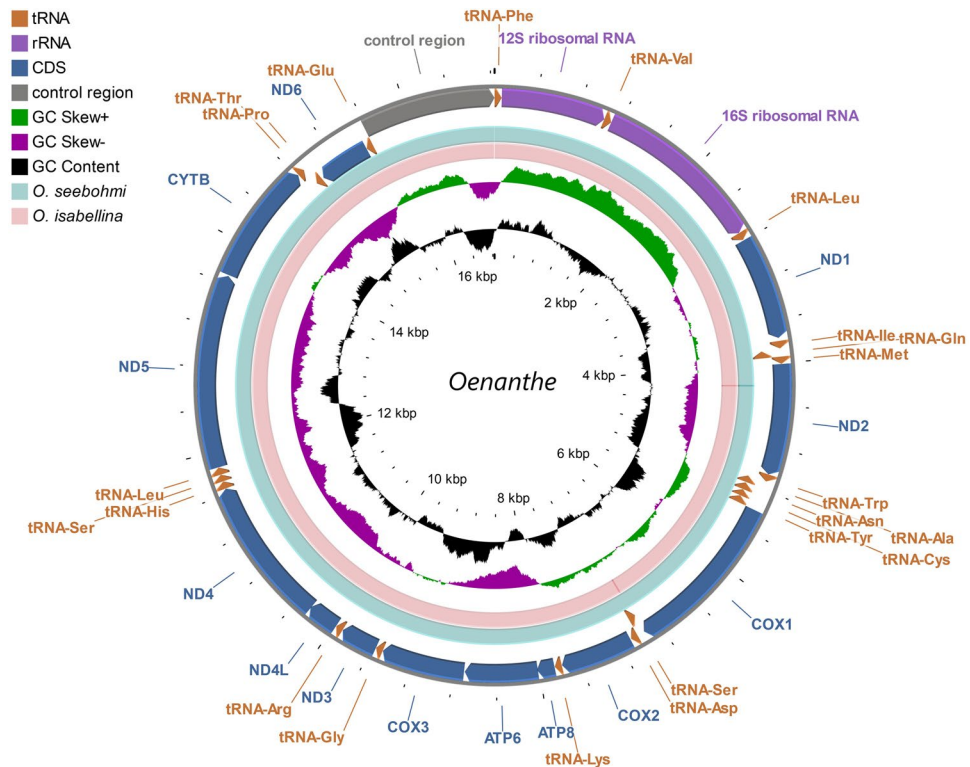 tRNA
rRNA
CDS
control region
GC Skew+
GC Skew-
GC Content
O. seebohmi
O. isabellina
tRNA-Phe
12S ribosomal RNA
tRNA-Val
16S ribosomal RNA
tRNA-Leu
ND1
tRNA-Ile
tRNA-Gln
tRNA-Met
ND2
tRNA-Trp
tRNA-Ala
tRNA-Asn
tRNA-Cys
tRNA-Tyr
COX1
tRNA-Ser
tRNA-Asp
COX2
tRNA-Lys
ATP8
ATP6
COX3
tRNA-Gly
ND3
tRNA-Arg
ND4L
ND4
tRNA-His
tRNA-Ser
tRNA-Leu
ND5
CYTB
tRNA-Thr
tRNA-Pro
ND6
tRNA-Glu
control region
2 kbp
4 kbp
6 kbp
8 kbp
10 kbp
12 kbp
14 kbp
16 kbp
Oenanthe